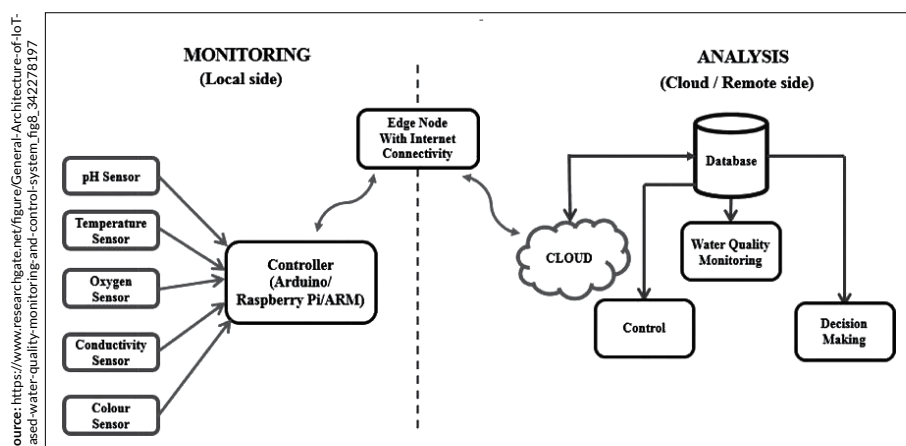 ource: https://www.researchgate.net/figure/General-Architecture-of-IoT-
ased-water-quality-monitoring-and-control-system_fig8_342278197
MONITORING
(Local side)
ANALYSIS
(Cloud / Remote side)
Edge Node
With Internet
Connectivity
Database
pH Sensor
Temperature
Sensor
Oxygen
Sensor
Conductivity
Sensor
Colour
Sensor
Controller
(Arduino/
Raspberry Pi/ARM)
CLOUD
Water Quality
Monitoring
Control
Decision
Making